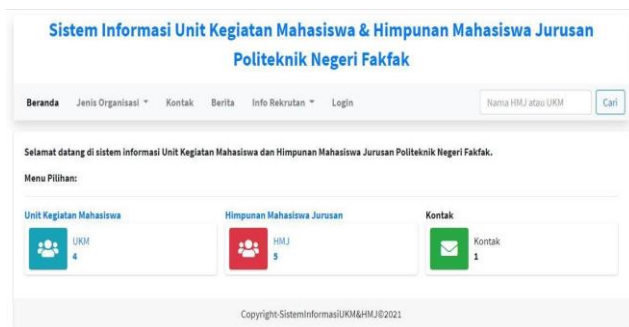 Sistem Informasi Unit Kegiatan Mahasiswa & Himpunan Mahasiswa Jurusan
Politeknik Negeri Fakfak
Beranda Jenis Organisasi Kontak Berita Info Rekrutan Login Nama HMJ atau UKM Cari
Selamat datang di sistem informasi Unit Kegiatan Mahasiswa dan Himpunan Mahasiswa Jurusan Politeknik Negeri Fakfak.
Menu Pilihan:
Unit Kegiatan Mahasiswa Himpunan Mahasiswa Jurusan Kontak
UKM HMJ Kontak
4 5 1
Copyright-SistemInformasiUKM&HMJ©2021